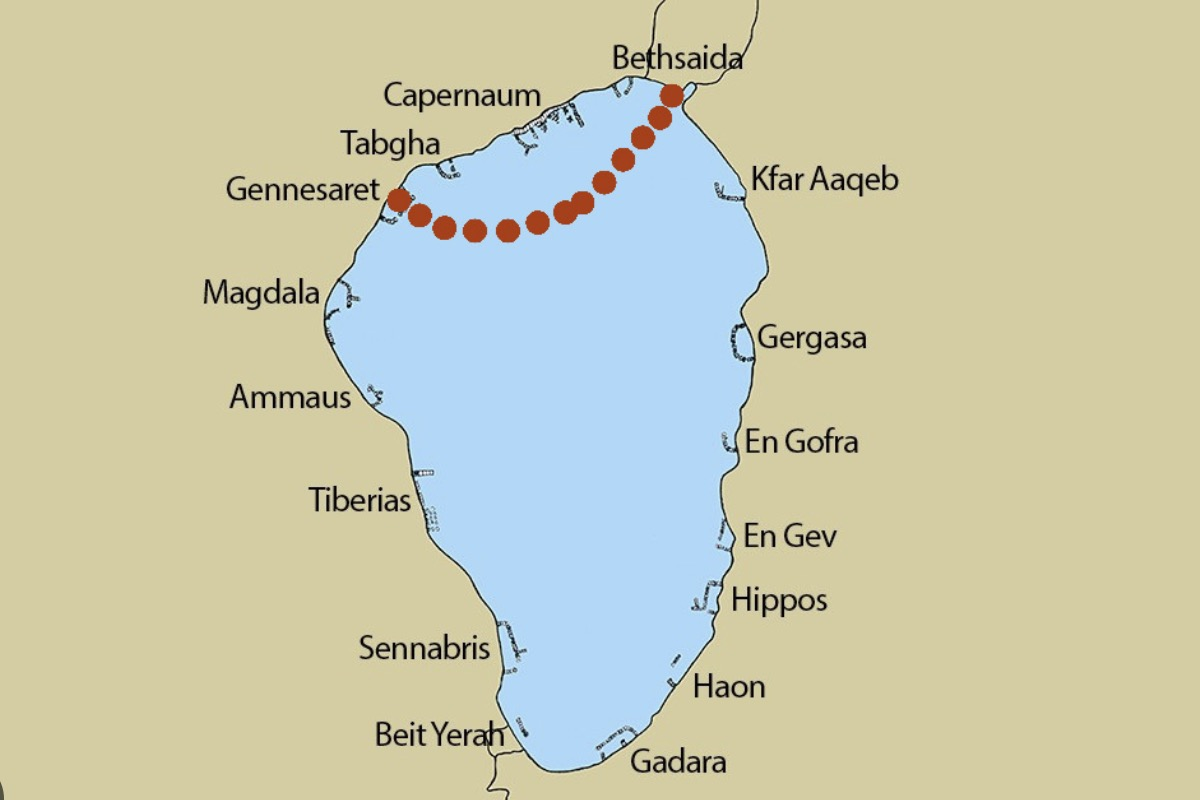 Bethsaida
Capernaum
Tabgha
Gennesaret
Kfar Aaqeb
Magdala
Gergasa
Ammaus
En Gofra
Tiberias
En Gev
Hippos
Sennabris
Haon
Beit Yerah
Gadara